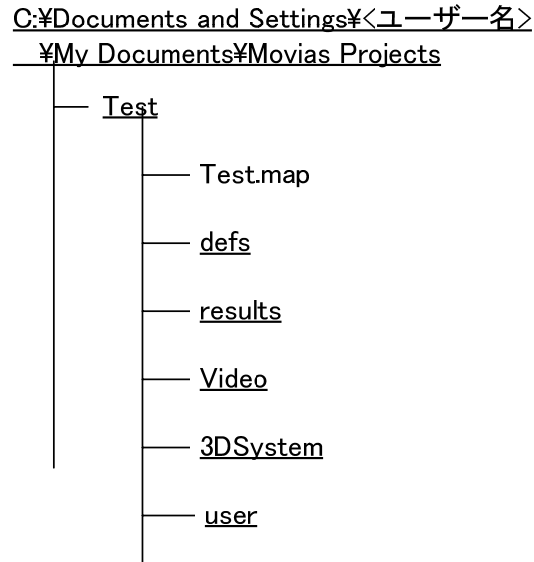 C:¥Documents and Settings¥<ユーザー名>
¥My Documents¥Movias Projects
Test
Test.map
defs
results
Video
3DSystem
user